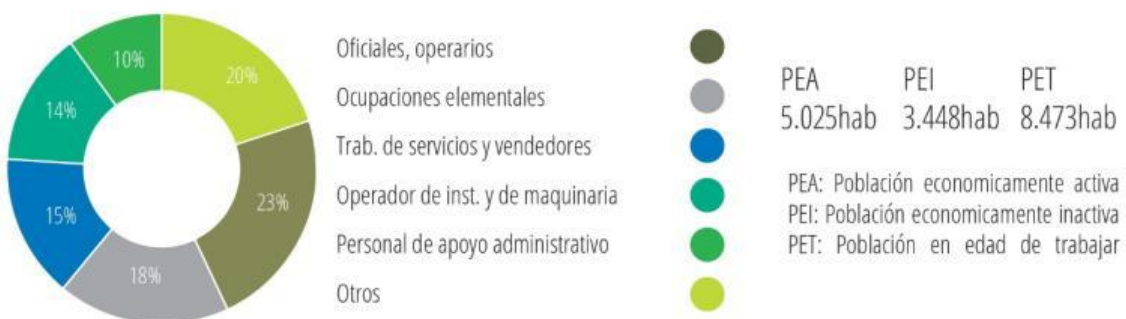 10%
20%
14%
15%
23%
18%
Oficiales, operarios
Ocupaciones elementales
Trab. de servicios y vendedores
Operador de inst. y de maquinaria
Personal de apoyo administrativo
Otros
PEA PEI PET
5.025hab 3.448hab 8.473hab
PEA: Población economicamente activa
PEI: Población economicamente inactiva
PET: Población en edad de trabajar